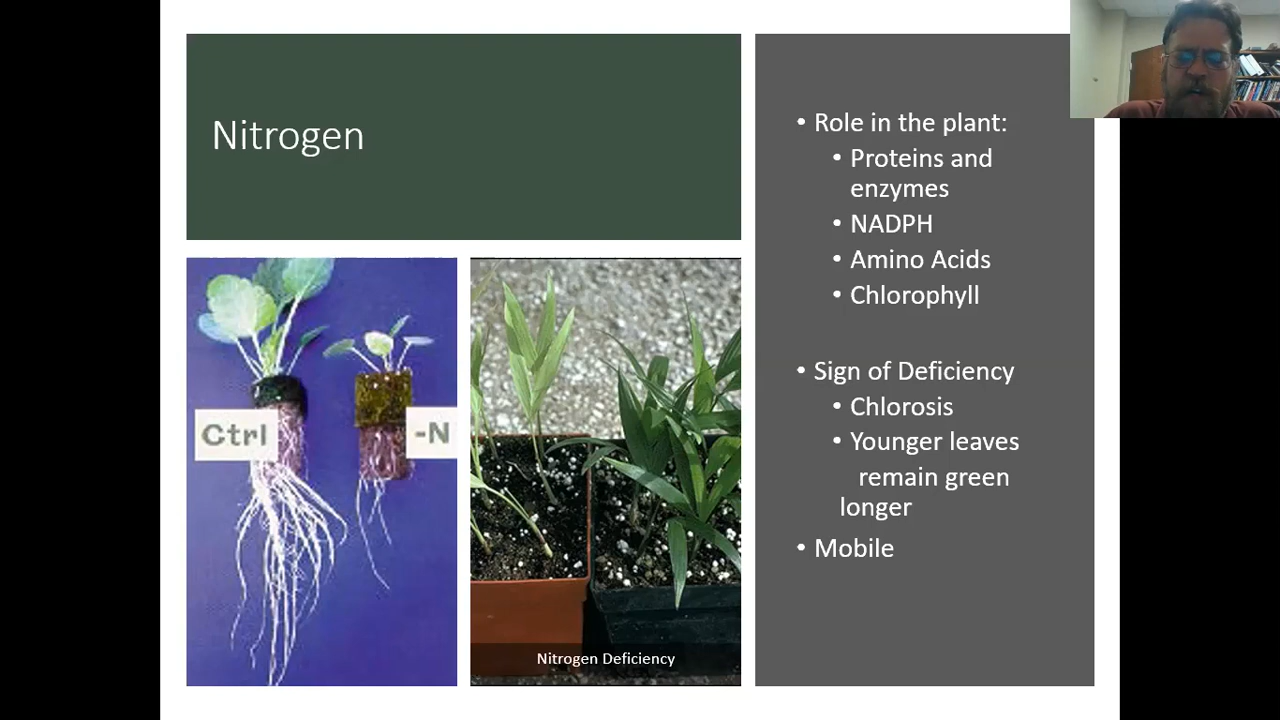 Nitrogen
Ctrl
-N
Nitrogen Deficiency
• Role in the plant:
• Proteins and
enzymes
• NADPH
• Amino Acids
• Chlorophyll
• Sign of Deficiency
• Chlorosis
• Younger leaves
remain green
longer
• Mobile